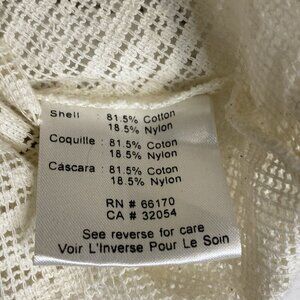 Shell : 81.5% Cotton
18.5% Nylon
Coquille : 81.5% Coton
18.5% Nylon
Cáscara : 81.5% Coton
18.5% Nylon
RN # 66170
CA # 32054
See reverse for care
Voir L'Inverse Pour Le Soin